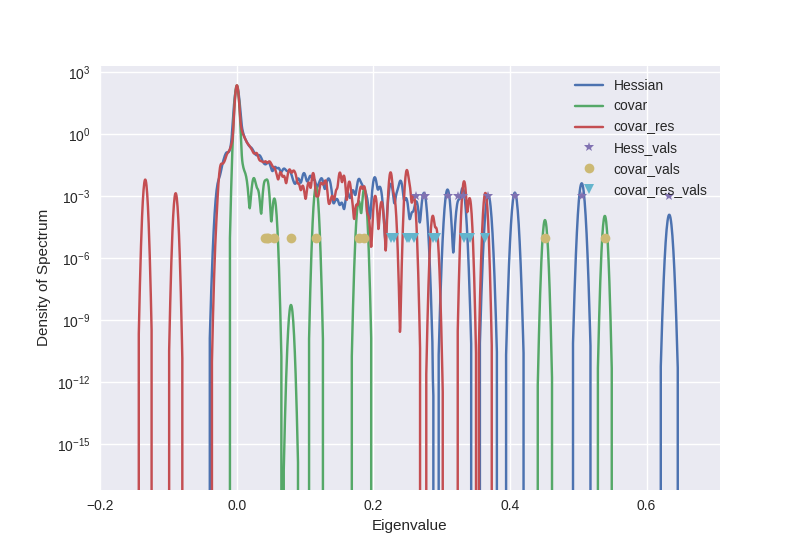 Hessian
covar
covar_res
Hess_vals
covar_vals
covar_res_vals
10^3
10^0
10^−3
10^−6
10^−9
10^−12
10^−15
Density of Spectrum
−0.2 0.0 0.2 0.4 0.6
Eigenvalue